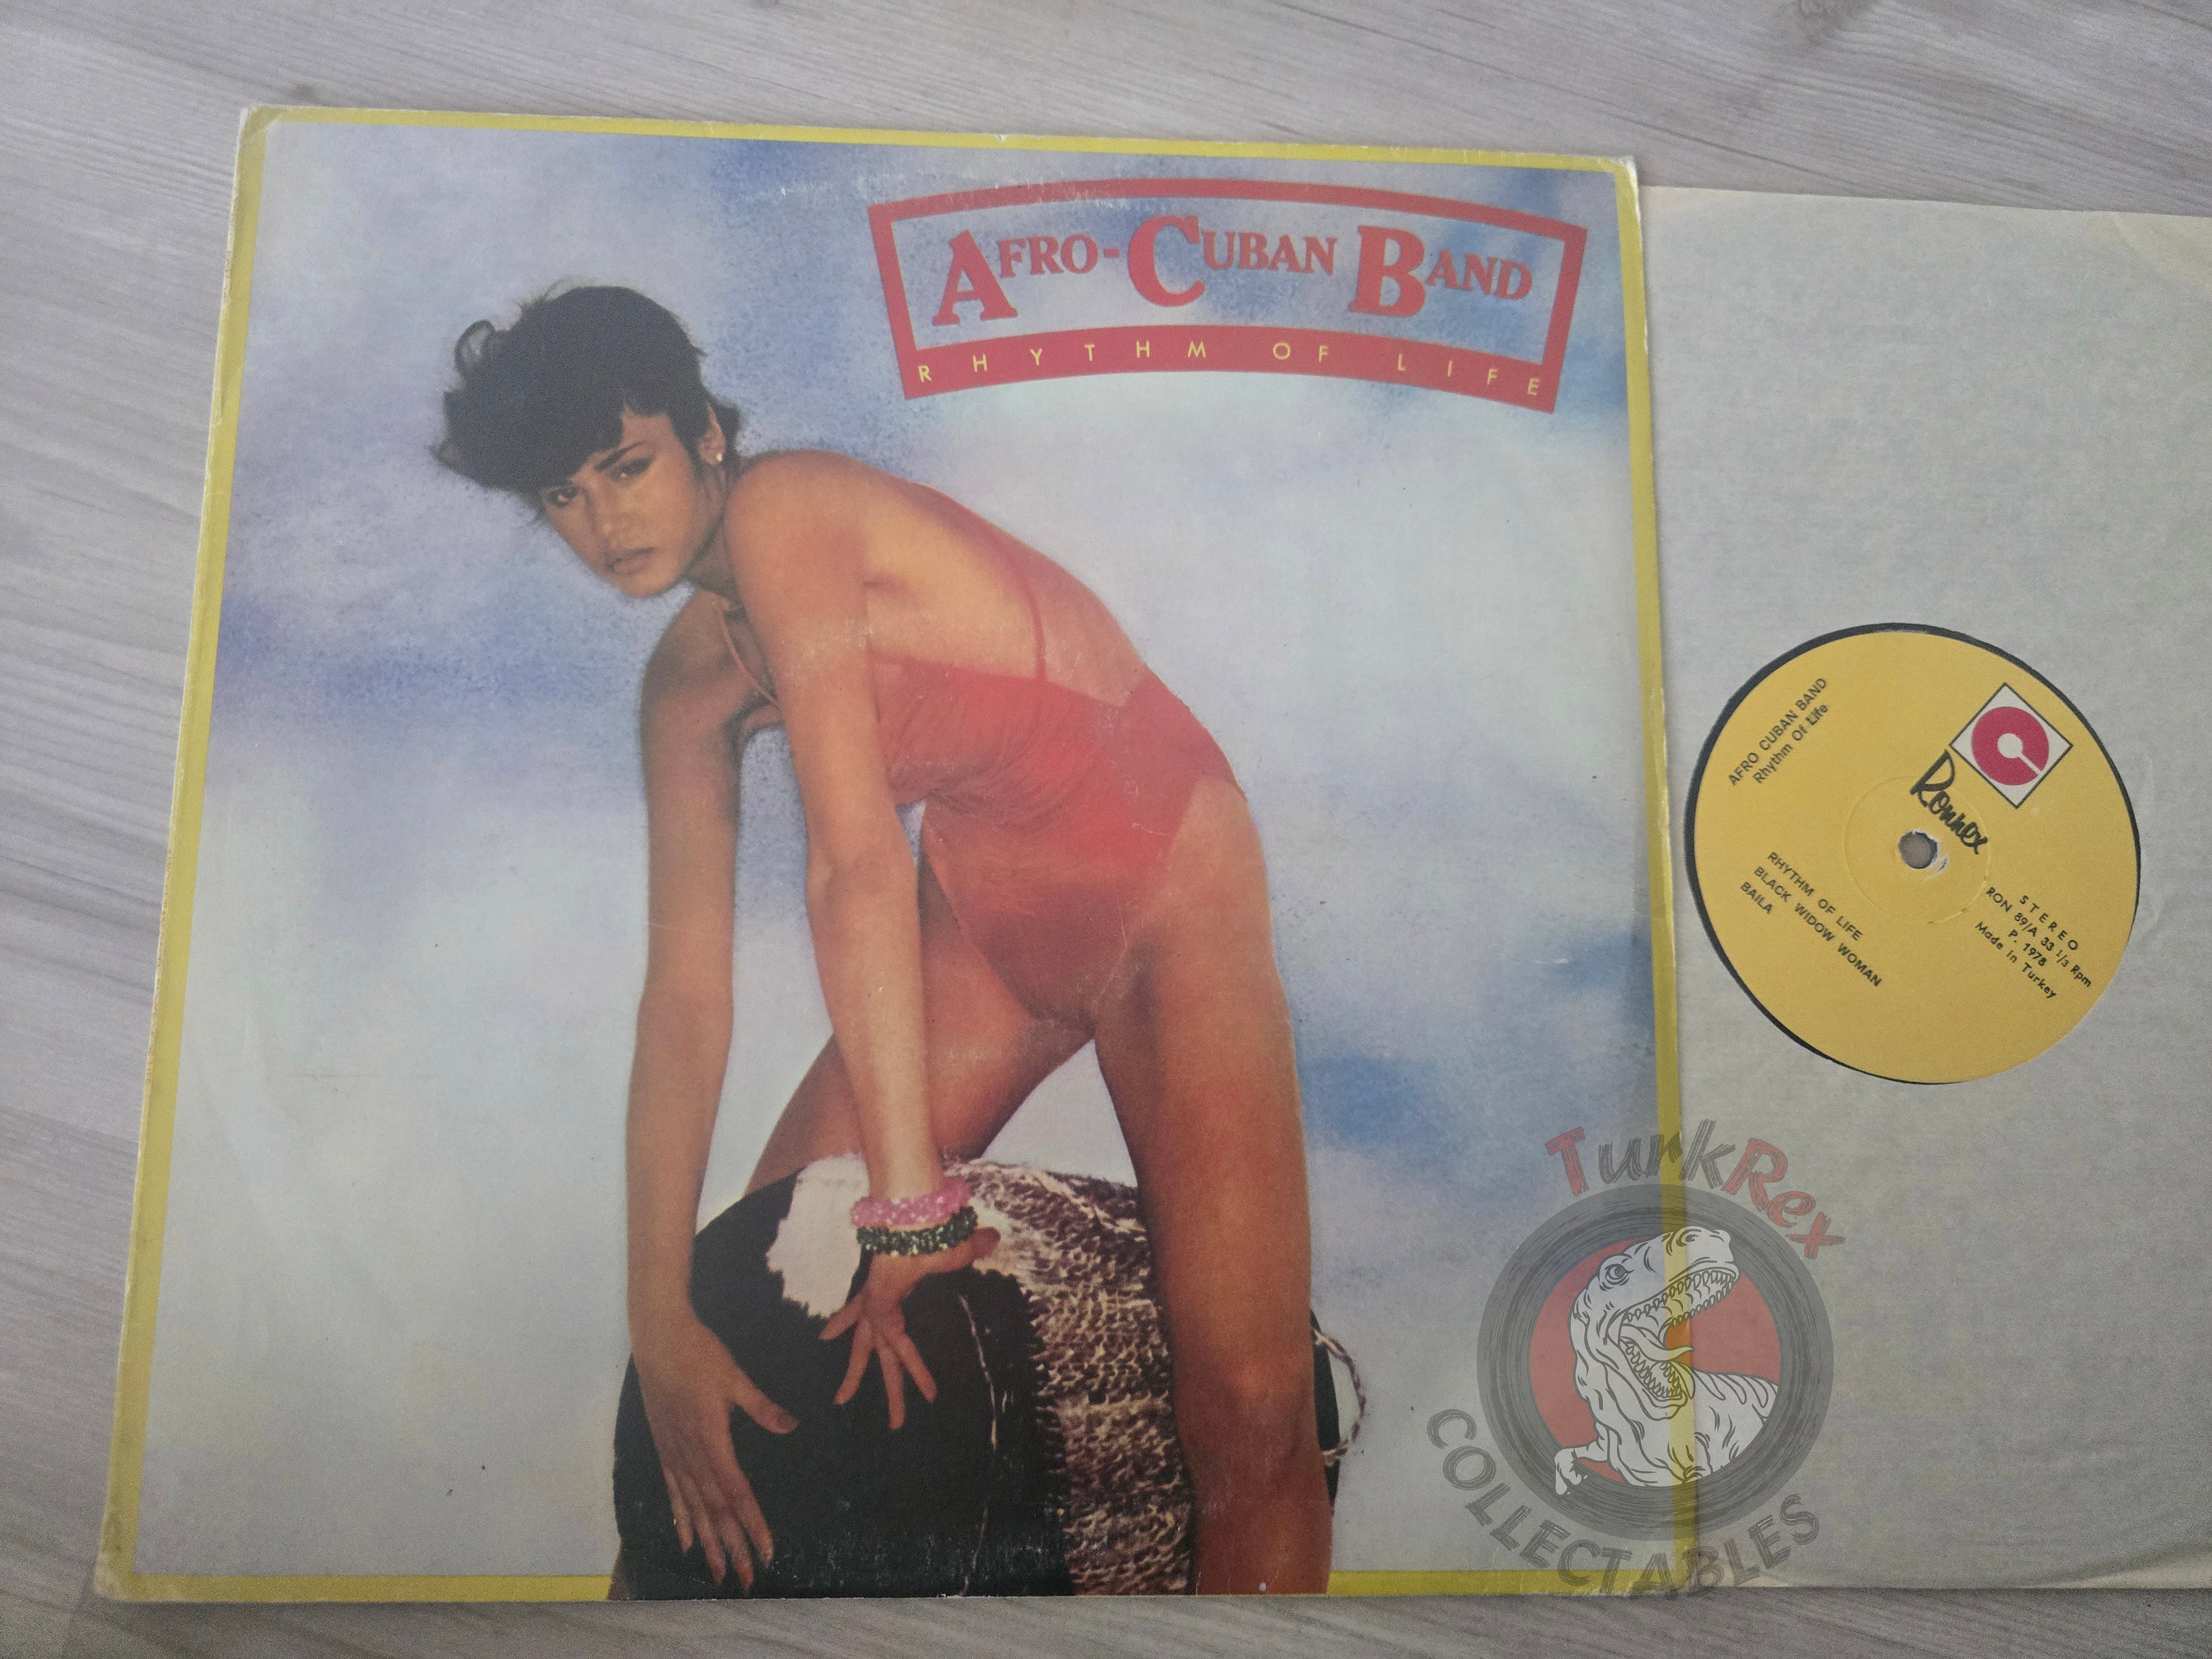 AFRO-CUBAN BAND
RHYTHM OF LIFE
AFRO CUBAN BAND
Rhythm Of Life
Ronnex
STEREO
RON 89/A 33 1/3 Rpm
P. 1978
Made in Turkey
RHYTHM OF LIFE
BLACK WIDOW WOMAN
BAILA
TurkRex
COLLECTABLES